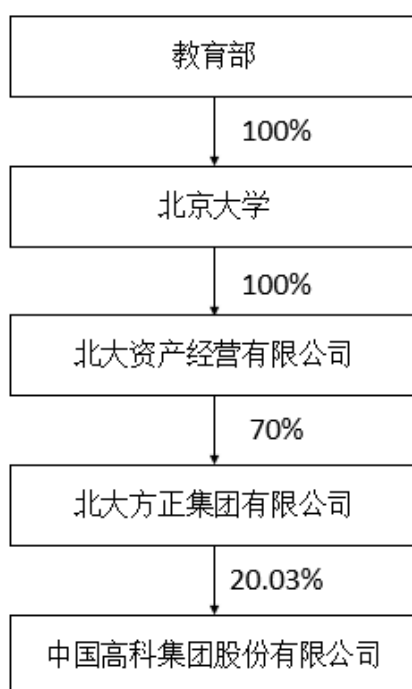 教育部
100%
北京大学
100%
北大资产经营有限公司
70%
北大方正集团有限公司
20.03%
中国高科集团股份有限公司